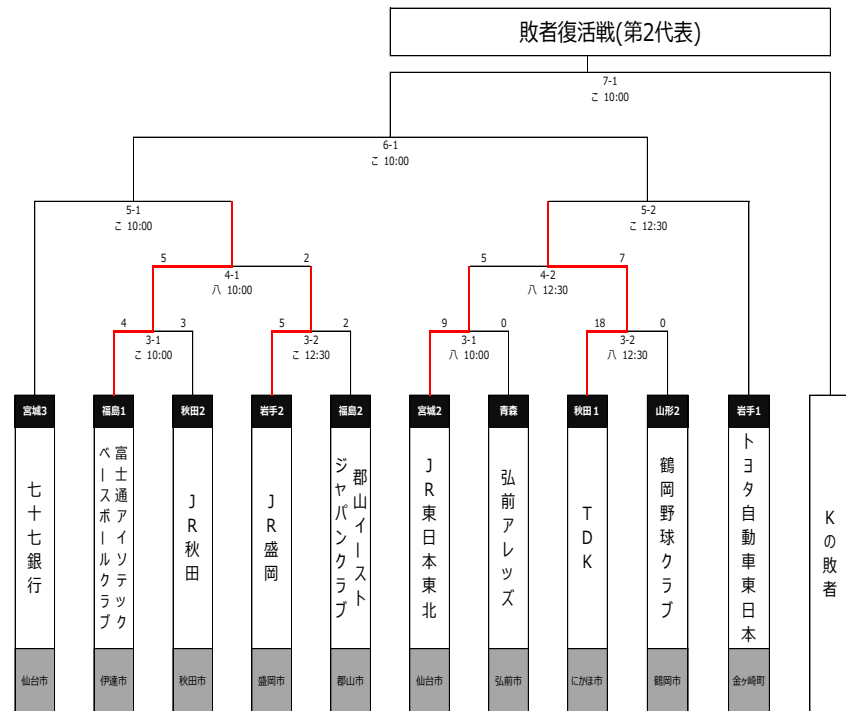 敗者復活戦(第2代表)
7-1
こ 10:00
6-1
こ 10:00
5-1
こ 10:00
5-2
こ 12:30
5
2
5
7
4-1
八 10:00
4-2
八 12:30
4
3
5
2
9
0
18
0
3-1
こ 10:00
3-2
こ 12:30
3-1
八 10:00
3-2
八 12:30
宮城3
福島1
秋田2
岩手2
福島2
宮城2
青森
秋田1
山形2
岩手1
七十七銀行
富士通アイソテック
ベースボールクラブ
JR秋田
JR盛岡
郡山イースト
ジャパンクラブ
JR東日本東北
弘前アレッズ
TDK
鶴岡野球クラブ
トヨタ自動車東日本
Kの敗者
仙台市
伊達市
秋田市
盛岡市
郡山市
仙台市
弘前市
にかほ市
鶴岡市
金ヶ崎町